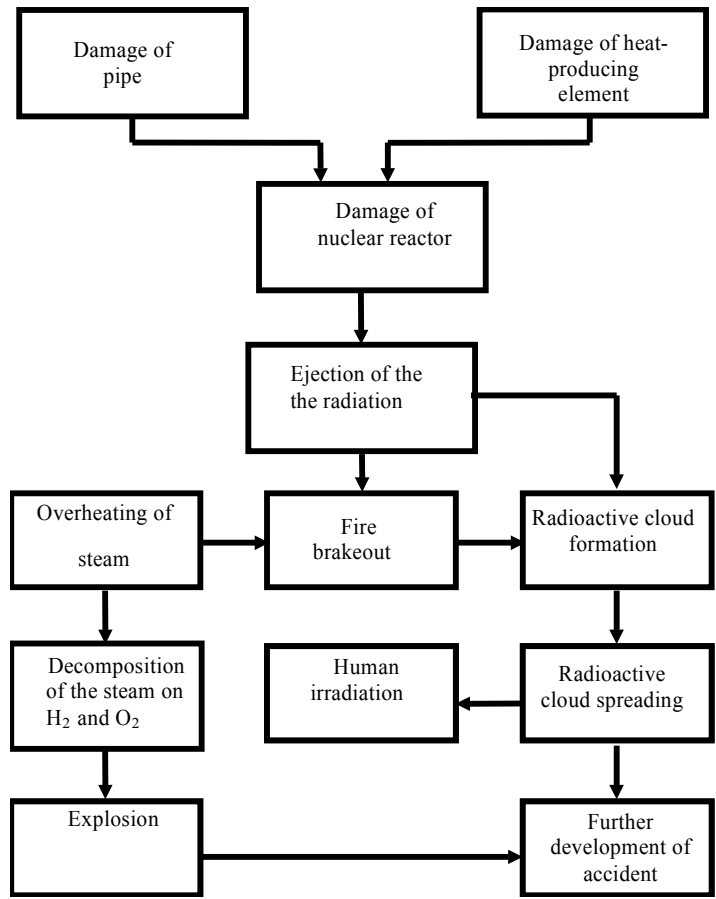 Damage of
pipe
Damage of heat-
producing
element
Damage of
nuclear reactor
Ejection of the
the radiation
Overheating of
steam
Fire
brakeout
Radioactive cloud
formation
Decomposition
of the steam on
H₂ and O₂
Human
irradiation
Radioactive
cloud spreading
Explosion
Further
development of
accident